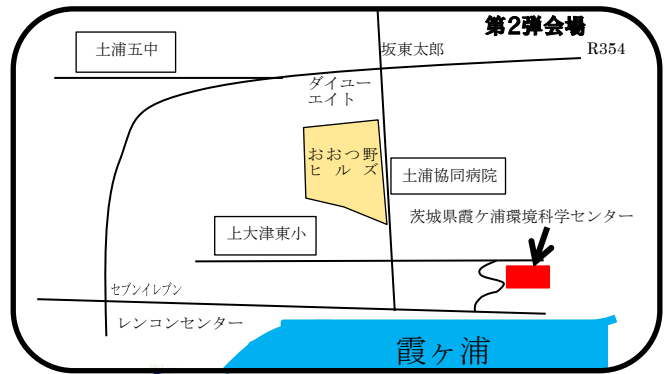 第2弾会場
土浦五中
坂東太郎
R354
ダイユー
エイト
おおつ野
ヒルズ
土浦協同病院
茨城県霞ケ浦環境科学センター
上大津東小
セブンイレブン
レンコンセンター
霞ヶ浦